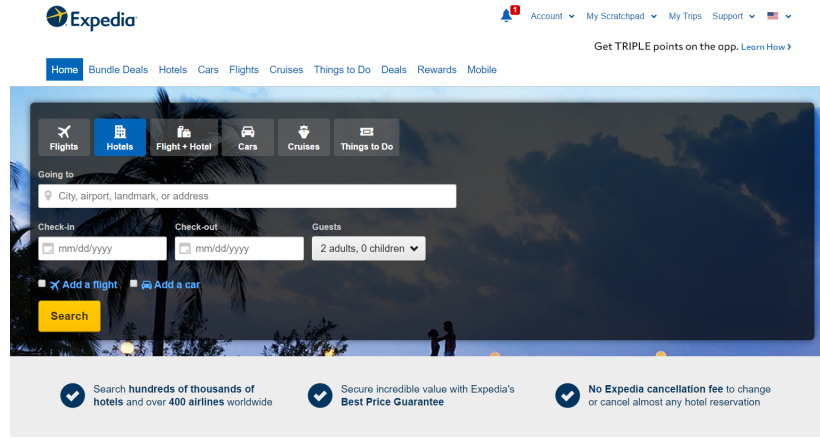 Expedia
1
Account My Scratchpad My Trips Support
Get TRIPLE points on the app. Learn How
Home Bundle Deals Hotels Cars Flights Cruises Things to Do Deals Rewards Mobile
Flights Hotels Flight + Hotel Cars Cruises Things to Do
Going to
City, airport, landmark, or address
Check-in Check-out Guests
mm/dd/yyyy mm/dd/yyyy 2 adults, 0 children
Add a flight Add a car
Search
Search hundreds of thousands of
hotels and over 400 airlines worldwide
Secure incredible value with Expedia's
Best Price Guarantee
No Expedia cancellation fee to change
or cancel almost any hotel reservation